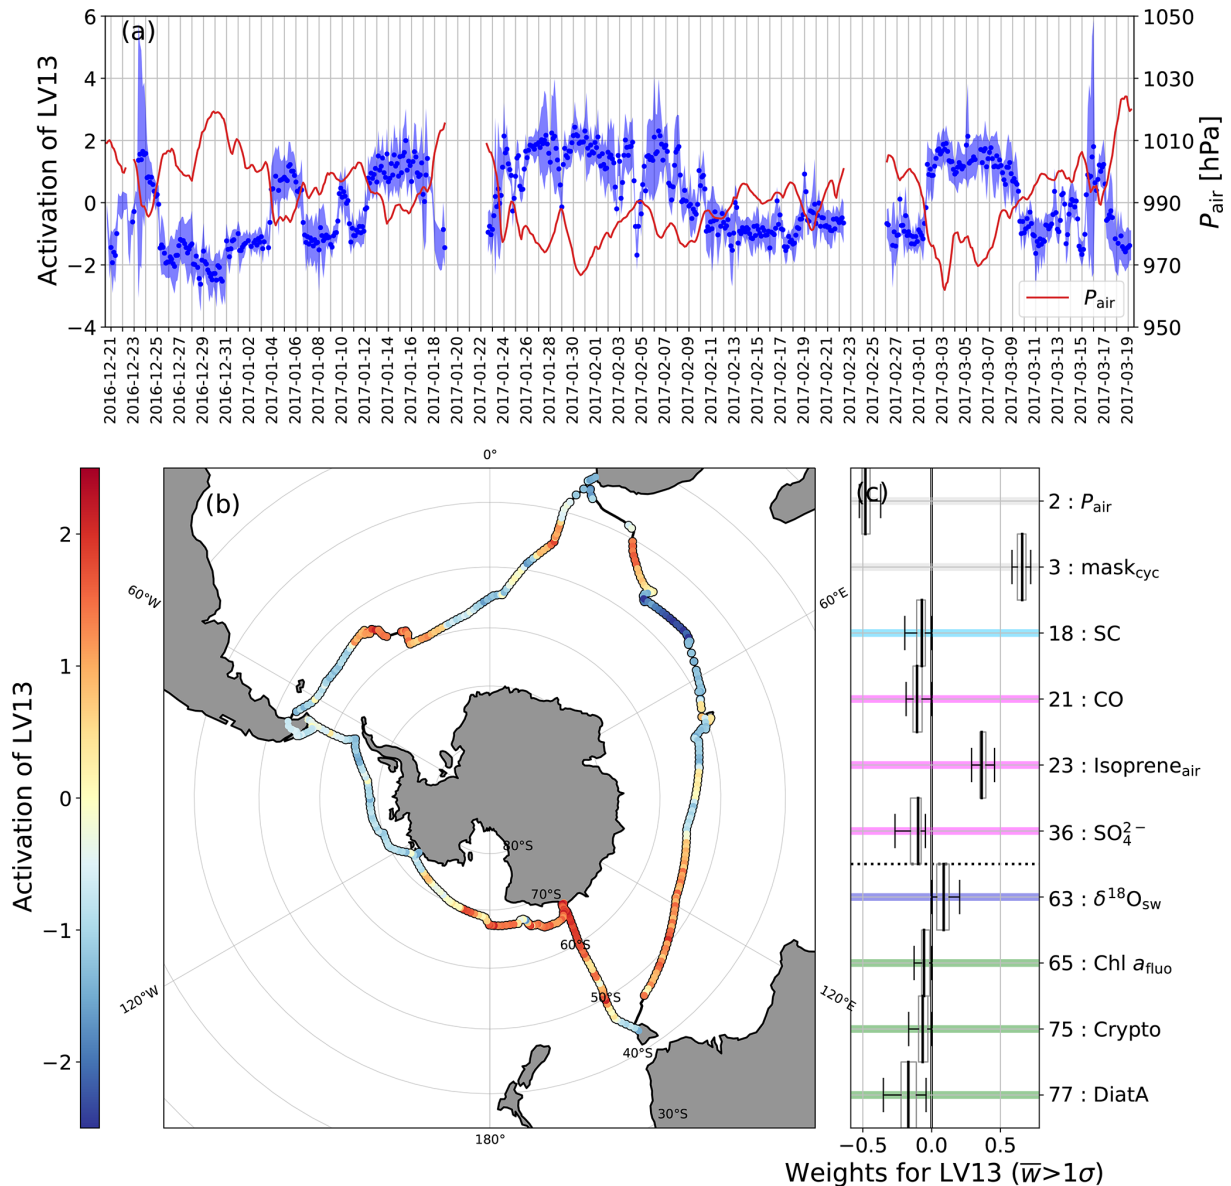 (a)
Activation of LV13
6
4
2
0
−2
−4
1050
1030
1010
990
970
950
P_air [hPa]
P_air
2016-12-21
2016-12-23
2016-12-25
2016-12-27
2016-12-29
2016-12-31
2017-01-02
2017-01-04
2017-01-06
2017-01-08
2017-01-10
2017-01-12
2017-01-14
2017-01-16
2017-01-18
2017-01-20
2017-01-22
2017-01-24
2017-01-26
2017-01-28
2017-01-30
2017-02-01
2017-02-03
2017-02-05
2017-02-07
2017-02-09
2017-02-11
2017-02-13
2017-02-15
2017-02-17
2017-02-19
2017-02-21
2017-02-23
2017-02-25
2017-02-27
2017-03-01
2017-03-03
2017-03-05
2017-03-07
2017-03-09
2017-03-11
2017-03-13
2017-03-15
2017-03-17
2017-03-19
Activation of LV13
2
1
0
−1
−2
(b)
0°
60°W
60°E
120°W
120°E
180°
80°S
70°S
60°S
50°S
40°S
30°S
(c)
2 : P_air
3 : mask_cyc
18 : SC
21 : CO
23 : Isoprene_air
36 : SO₄²⁻
63 : δ¹⁸O_sw
65 : Chl a_fluo
75 : Crypto
77 : DiatA
−0.5 0.0 0.5
Weights for LV13 (w̅>1σ)